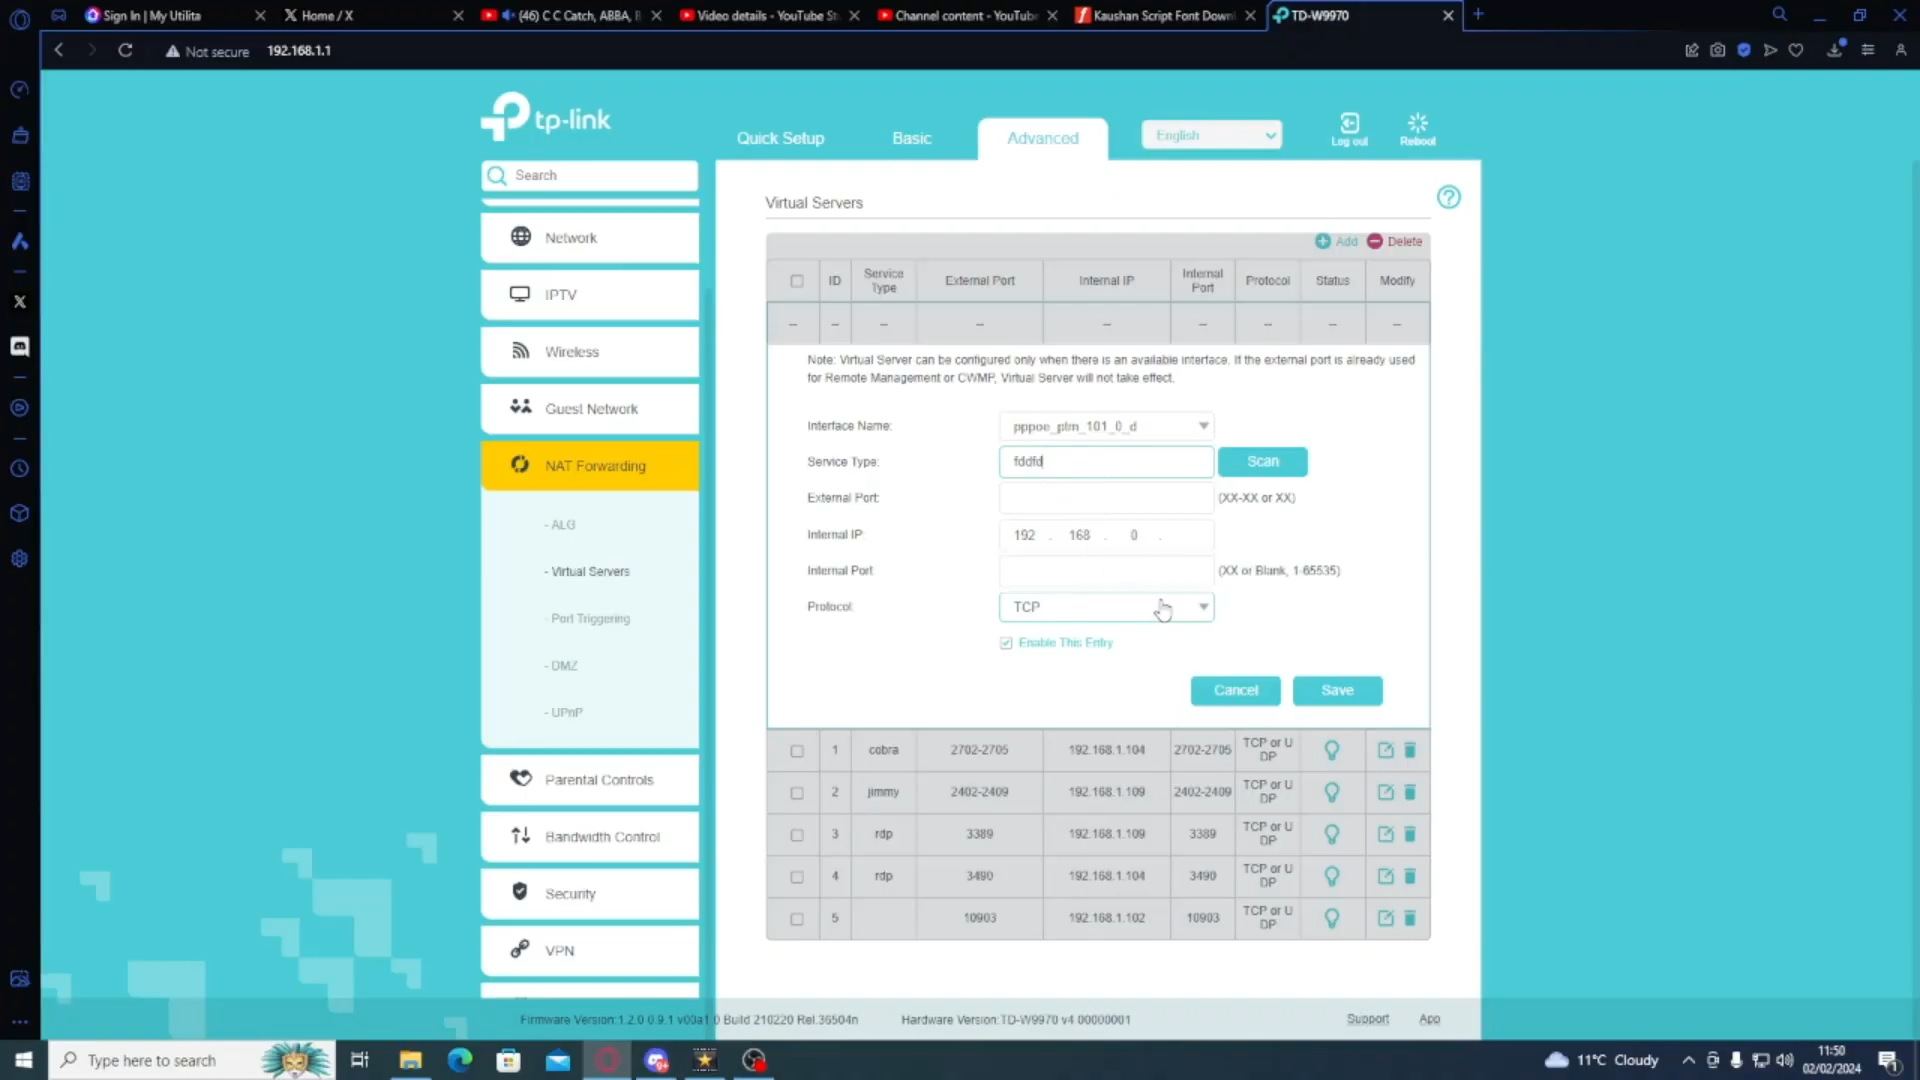 Sign In | My Utilita
Home / X
(46) C C Catch, ABBA,
Video details - YouTube St
Channel content - YouTube
Kaushan Script Font Down
TD-W9970
Not secure
192.168.1.1
tp-link
Quick Setup
Basic
Advanced
English
Log out
Reboot
Search
Network
IPTV
Wireless
Guest Network
NAT Forwarding
- ALG
- Virtual Servers
- Port Triggering
- DMZ
- UPnP
Parental Controls
Bandwidth Control
Security
VPN
Virtual Servers
Add
Delete
ID Service Type External Port Internal IP Internal Port Protocol Status Modify
-- -- -- -- -- -- -- -- --
Note: Virtual Server can be configured only when there is an available interface. If the external port is already used
for Remote Management or CWMP, Virtual Server will not take effect.
Interface Name: pppoe_ptm_101_0_d
Service Type: fddfd Scan
External Port: (XX-XX or XX)
Internal IP: 192 . 168 . 0 .
Internal Port: (XX or Blank, 1-65535)
Protocol: TCP
Enable This Entry
Cancel Save
1 cobra 2702-2705 192.168.1.104 2702-2705 TCP or UDP
2 jimmy 2402-2409 192.168.1.109 2402-2409 TCP or UDP
3 rdp 3389 192.168.1.109 3389 TCP or UDP
4 rdp 3490 192.168.1.104 3490 TCP or UDP
5 10903 192.168.1.102 10903 TCP or UDP
Firmware Version:1.2.0 0.9.1 v00a1.0 Build 210220 Rel.36504n
Hardware Version:TD-W9970 v4 00000001
Support
App
Type here to search
11°C Cloudy
11:50
02/02/2024